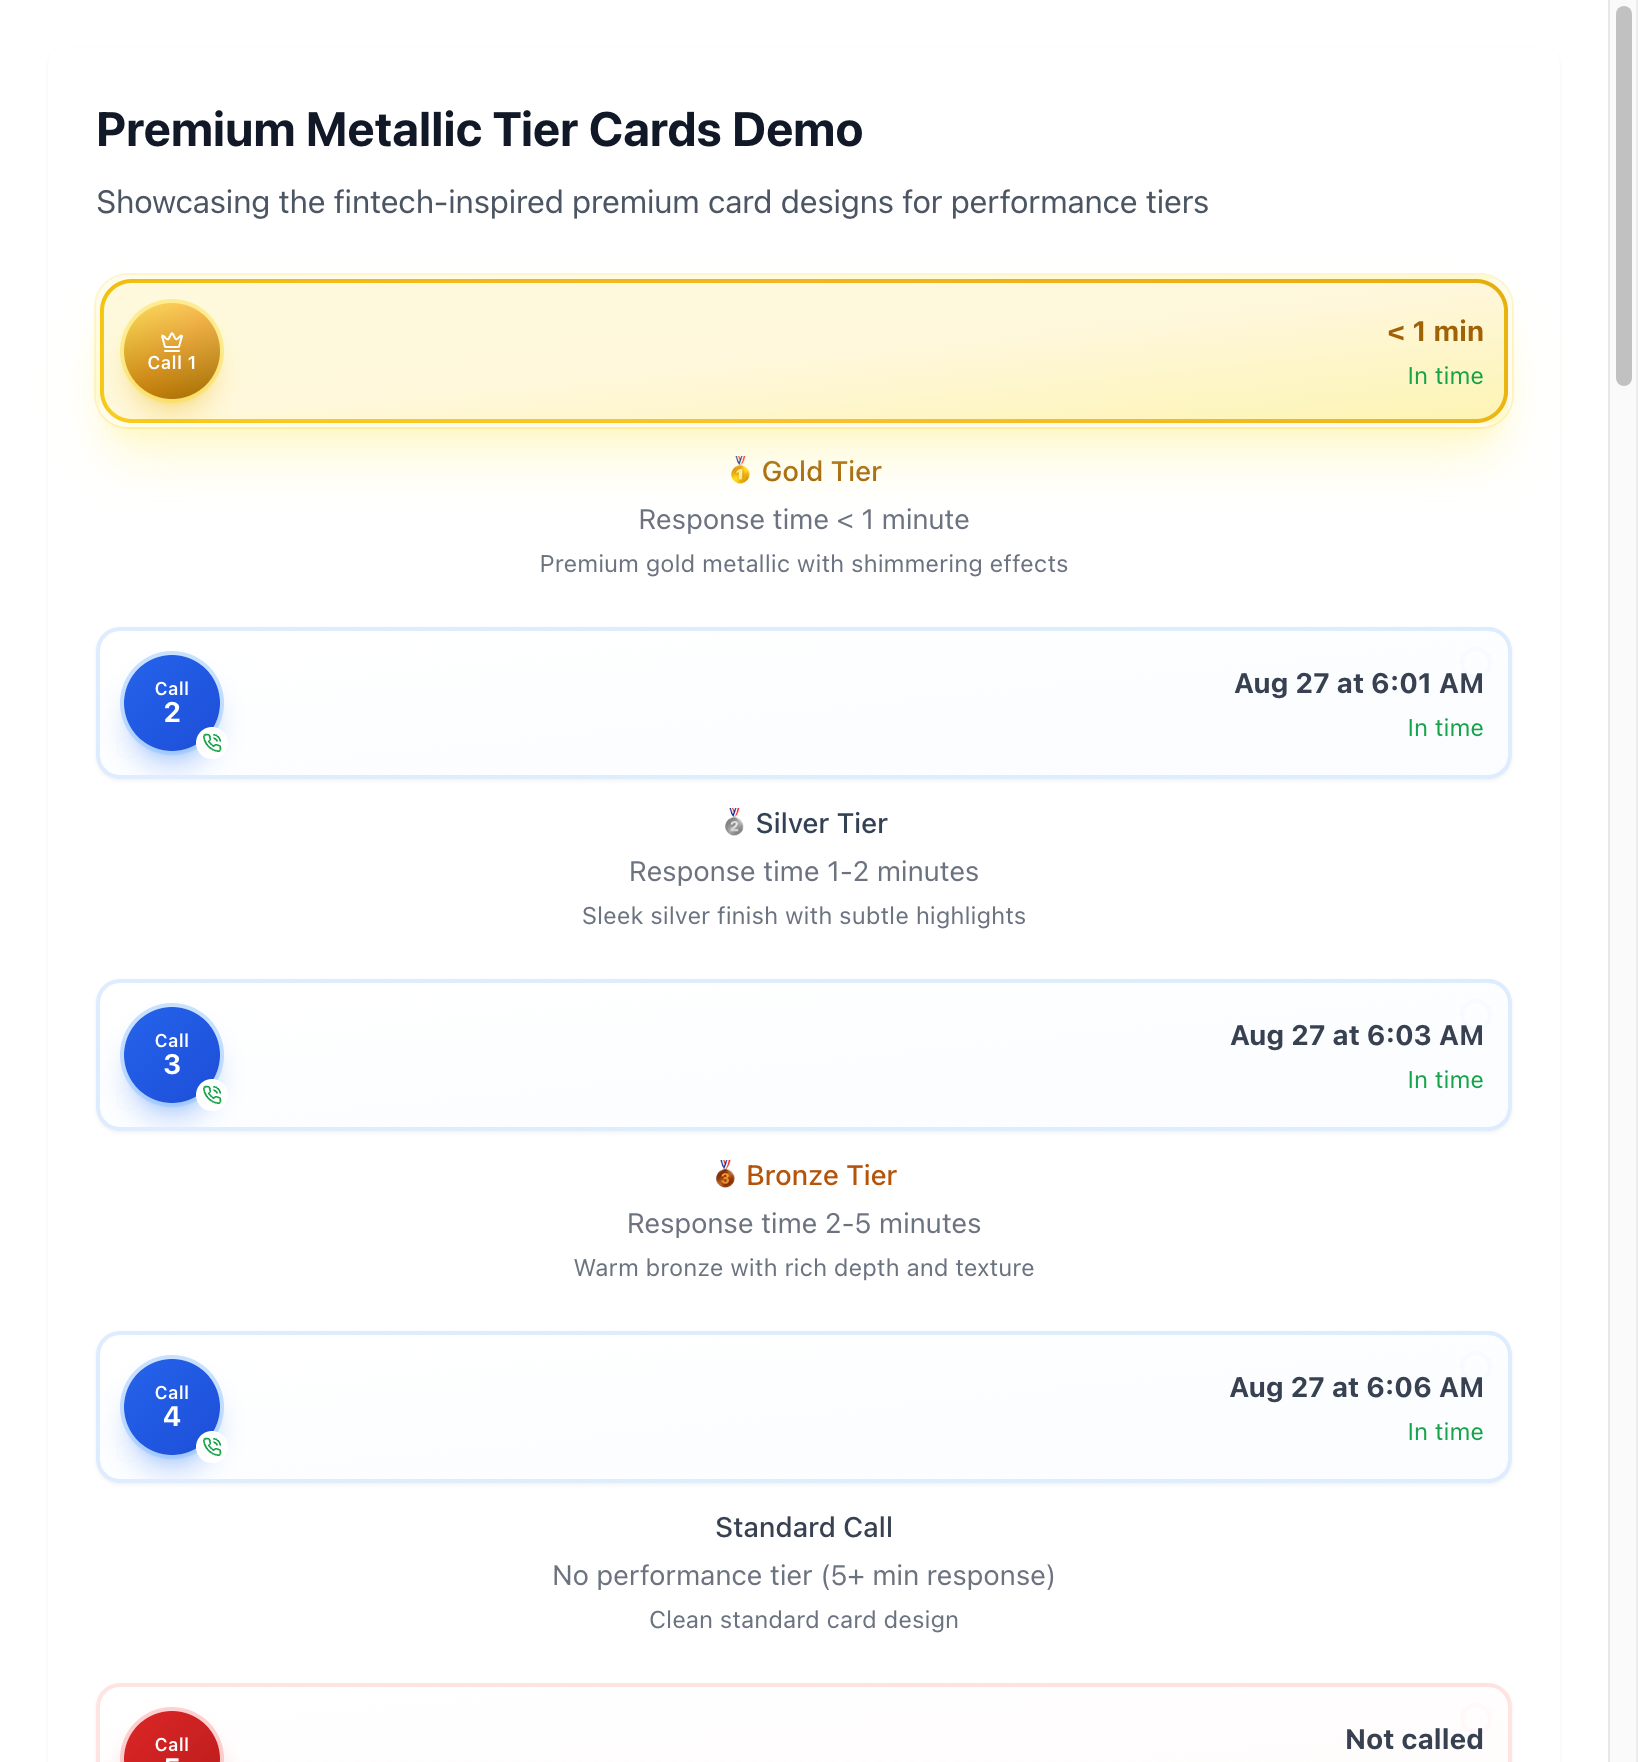 Premium Metallic Tier Cards Demo
Showcasing the fintech-inspired premium card designs for performance tiers
Call 1
< 1 min
In time
🥇 Gold Tier
Response time < 1 minute
Premium gold metallic with shimmering effects
Call
2
Aug 27 at 6:01 AM
In time
🥈 Silver Tier
Response time 1-2 minutes
Sleek silver finish with subtle highlights
Call
3
Aug 27 at 6:03 AM
In time
🥉 Bronze Tier
Response time 2-5 minutes
Warm bronze with rich depth and texture
Call
4
Aug 27 at 6:06 AM
In time
Standard Call
No performance tier (5+ min response)
Clean standard card design
Call
Not called